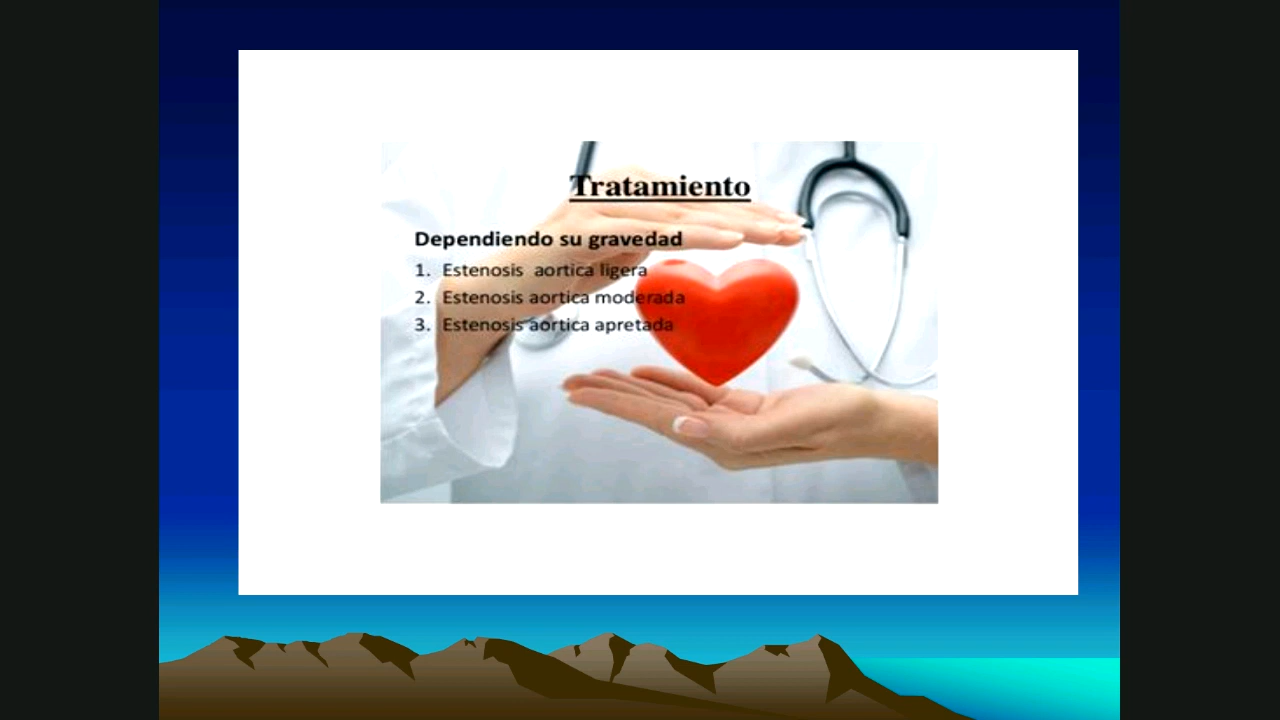 Tratamiento
Dependiendo su gravedad
1. Estenosis aortica ligera
2. Estenosis aortica moderada
3. Estenosis aortica apretada